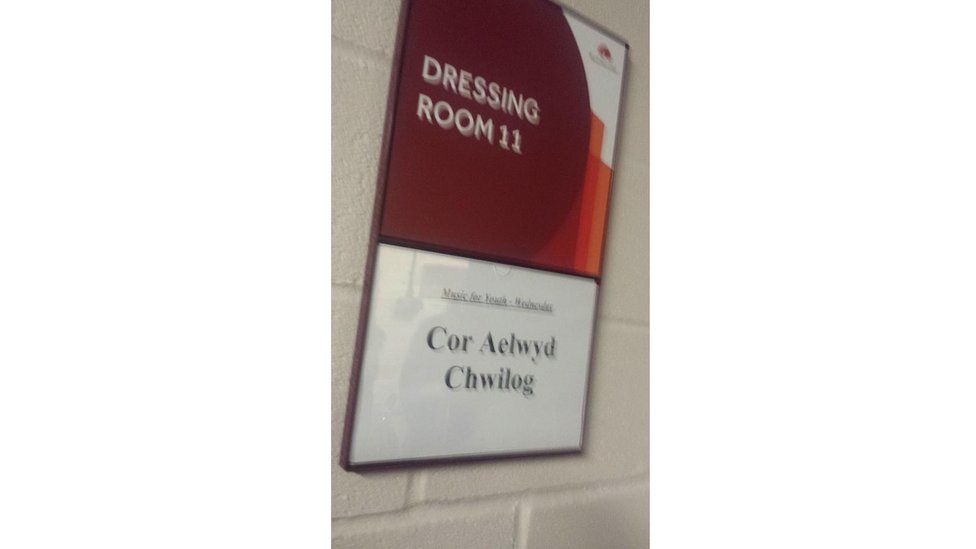 DRESSING
ROOM 11
Music for Youth - Wednesday
Cor Aelwyd
Chwilog